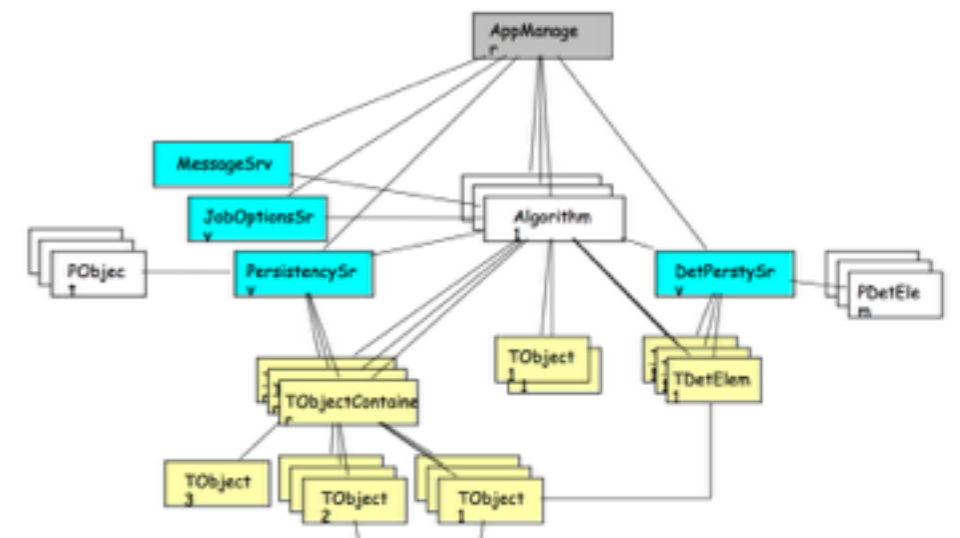 AppManage
r
MessageSrv
JobOptionsSr
v
Algorithm
1
PObjec
t
PersistencySr
v
DetPerstySr
v
PDetEle
m
TObject
1
1
TDetElem
1
TObjectContaine
r
TObject
3
TObject
2
TObject
1